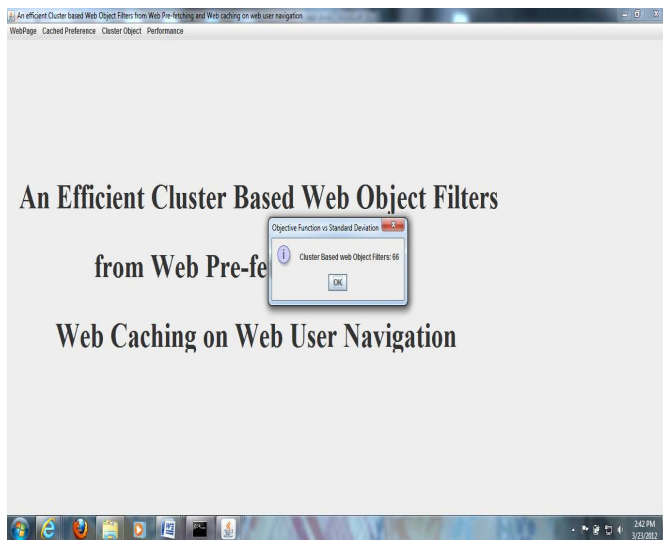 An efficient Cluster based Web Object Filters from Web Pre-fetching and Web caching on web user navigation
WebPage Cached Preference Cluster Object Performance
An Efficient Cluster Based Web Object Filters
Objective Function vs Standard Deviation
Cluster Based web Object Filters: 66
OK
from Web Pre-fe
Web Caching on Web User Navigation
2:42 PM
3/23/2012